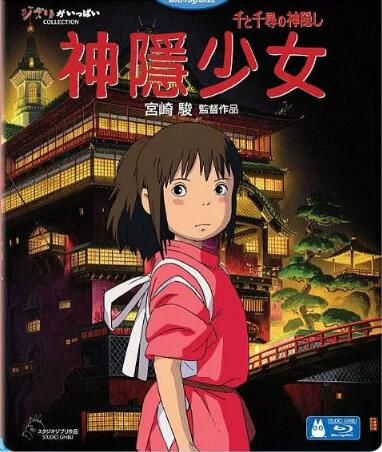 ジブリがいっぱい
COLLECTION
千と千尋の神隠し
神隱少女
宮崎 駿 監督作品
スタジオジブリ作品
STUDIO GHIBLI
STUDIO GHIBLI